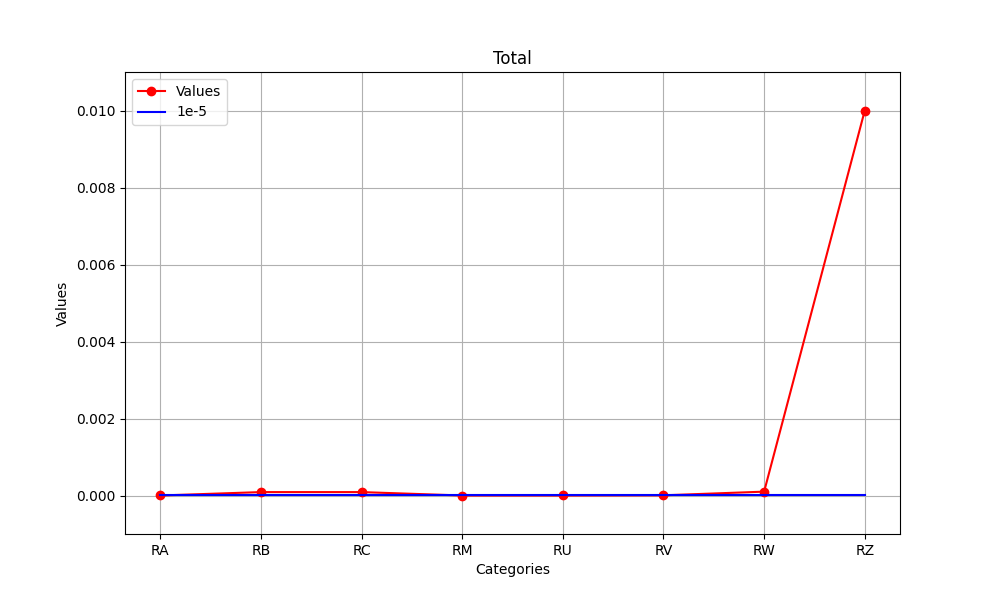 Total
Values
1e-5
0.010
0.008
0.006
0.004
0.002
0.000
Values
RA RB RC RM RU RV RW RZ
Categories